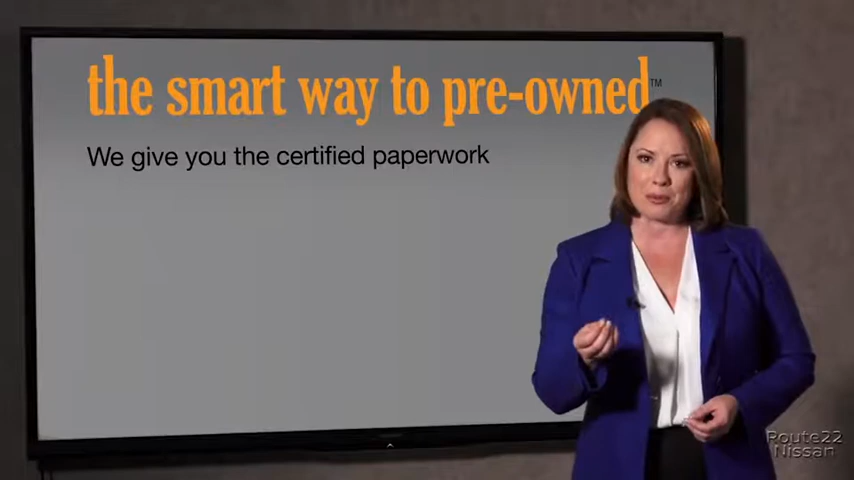 the smart way to pre-owned™
We give you the certified paperwork
Route22
Nissan